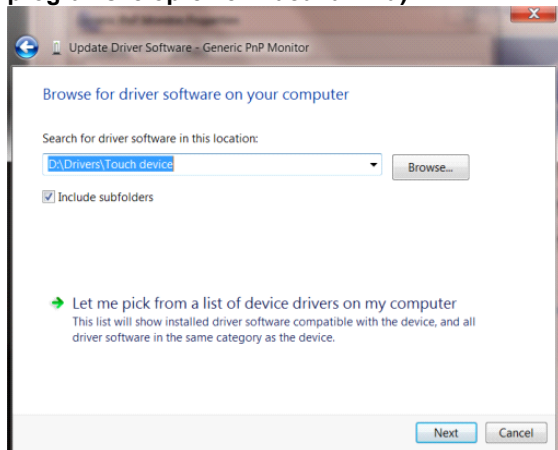 Update Driver Software - Generic PnP Monitor
Browse for driver software on your computer
Search for driver software in this location:
D:\Drivers\Touch device
Browse...
Include subfolders
Let me pick from a list of device drivers on my computer
This list will show installed driver software compatible with the device, and all
driver software in the same category as the device.
Next
Cancel